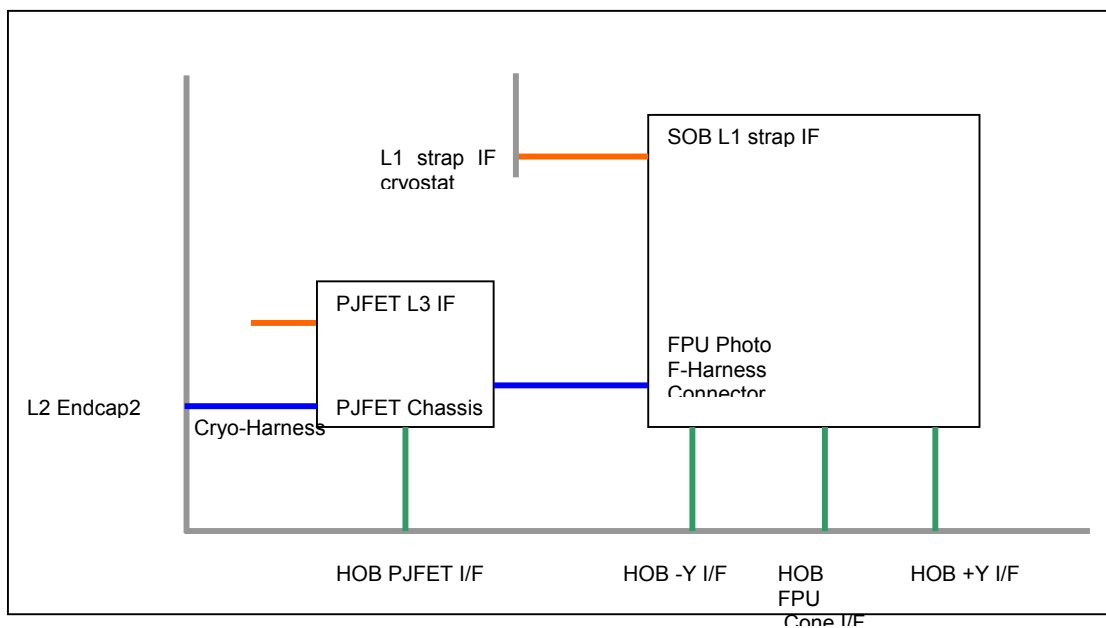 SOB L1 strap IF
L1 strap IF
cryostat
PJFET L3 IF
FPU Photo
F-Harness
Connector
L2 Endcap2
PJFET Chassis
Cryo-Harness
HOB PJFET I/F
HOB -Y I/F
HOB
FPU
Cone I/F
HOB +Y I/F